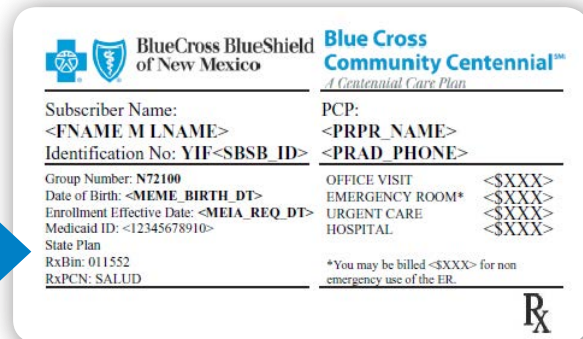 BlueCross BlueShield
of New Mexico
Blue Cross
Community Centennial℠
A Centennial Care Plan
Subscriber Name:
<FNAME M LNAME>
Identification No: YIF<SBSB_ID>
Group Number: N72100
Date of Birth: <MEME_BIRTH_DT>
Enrollment Effective Date: <MEIA_REQ_DT>
Medicaid ID: <12345678910>
State Plan
RxBin: 011552
RxPCN: SALUD
PCP:
<PRPR_NAME>
<PRAD_PHONE>
OFFICE VISIT <$XXX>
EMERGENCY ROOM* <$XXX>
URGENT CARE <$XXX>
HOSPITAL <$XXX>
*You may be billed <$XXX> for non
emergency use of the ER.
Rx